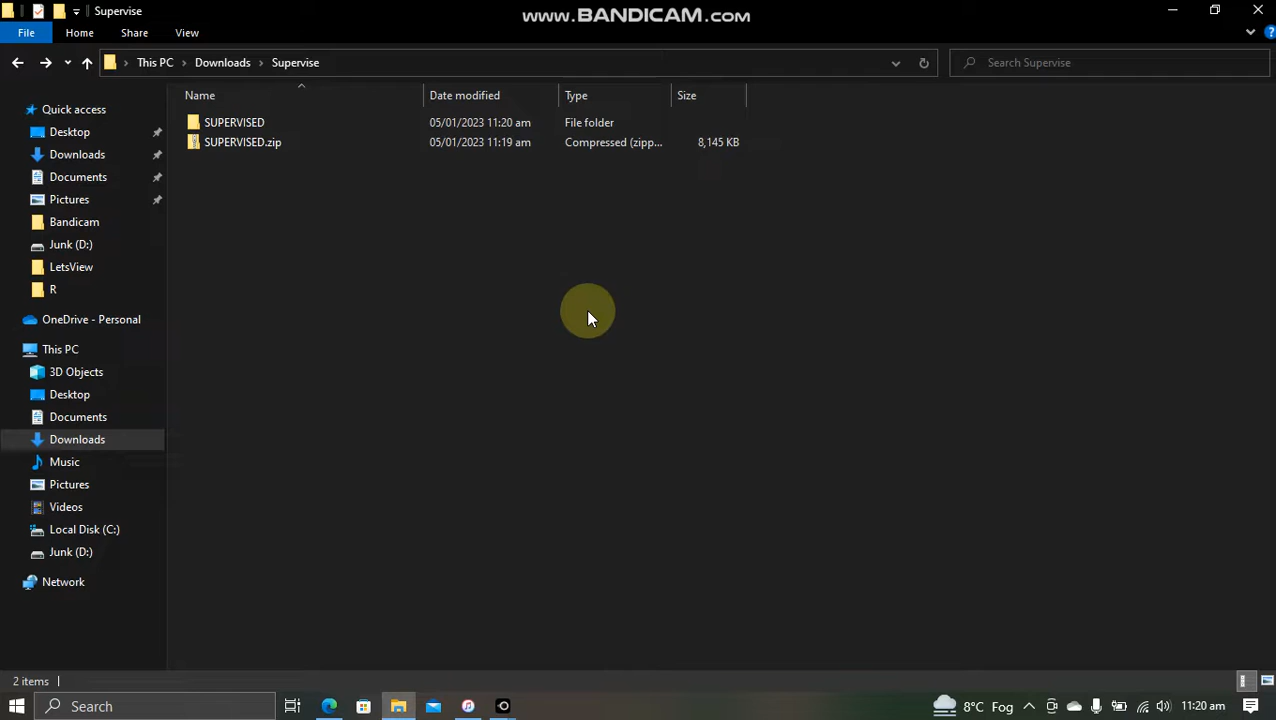 Supervise
www.BANDICAM.com
File Home Share View
This PC Downloads Supervise
Search Supervise
Name Date modified Type Size
SUPERVISED 05/01/2023 11:20 am File folder
SUPERVISED.zip 05/01/2023 11:19 am Compressed (zipp... 8,145 KB
Quick access
Desktop
Downloads
Documents
Pictures
Bandicam
Junk (D:)
LetsView
R
OneDrive - Personal
This PC
3D Objects
Desktop
Documents
Downloads
Music
Pictures
Videos
Local Disk (C:)
Junk (D:)
Network
2 items
Search
8°C Fog
11:20 am